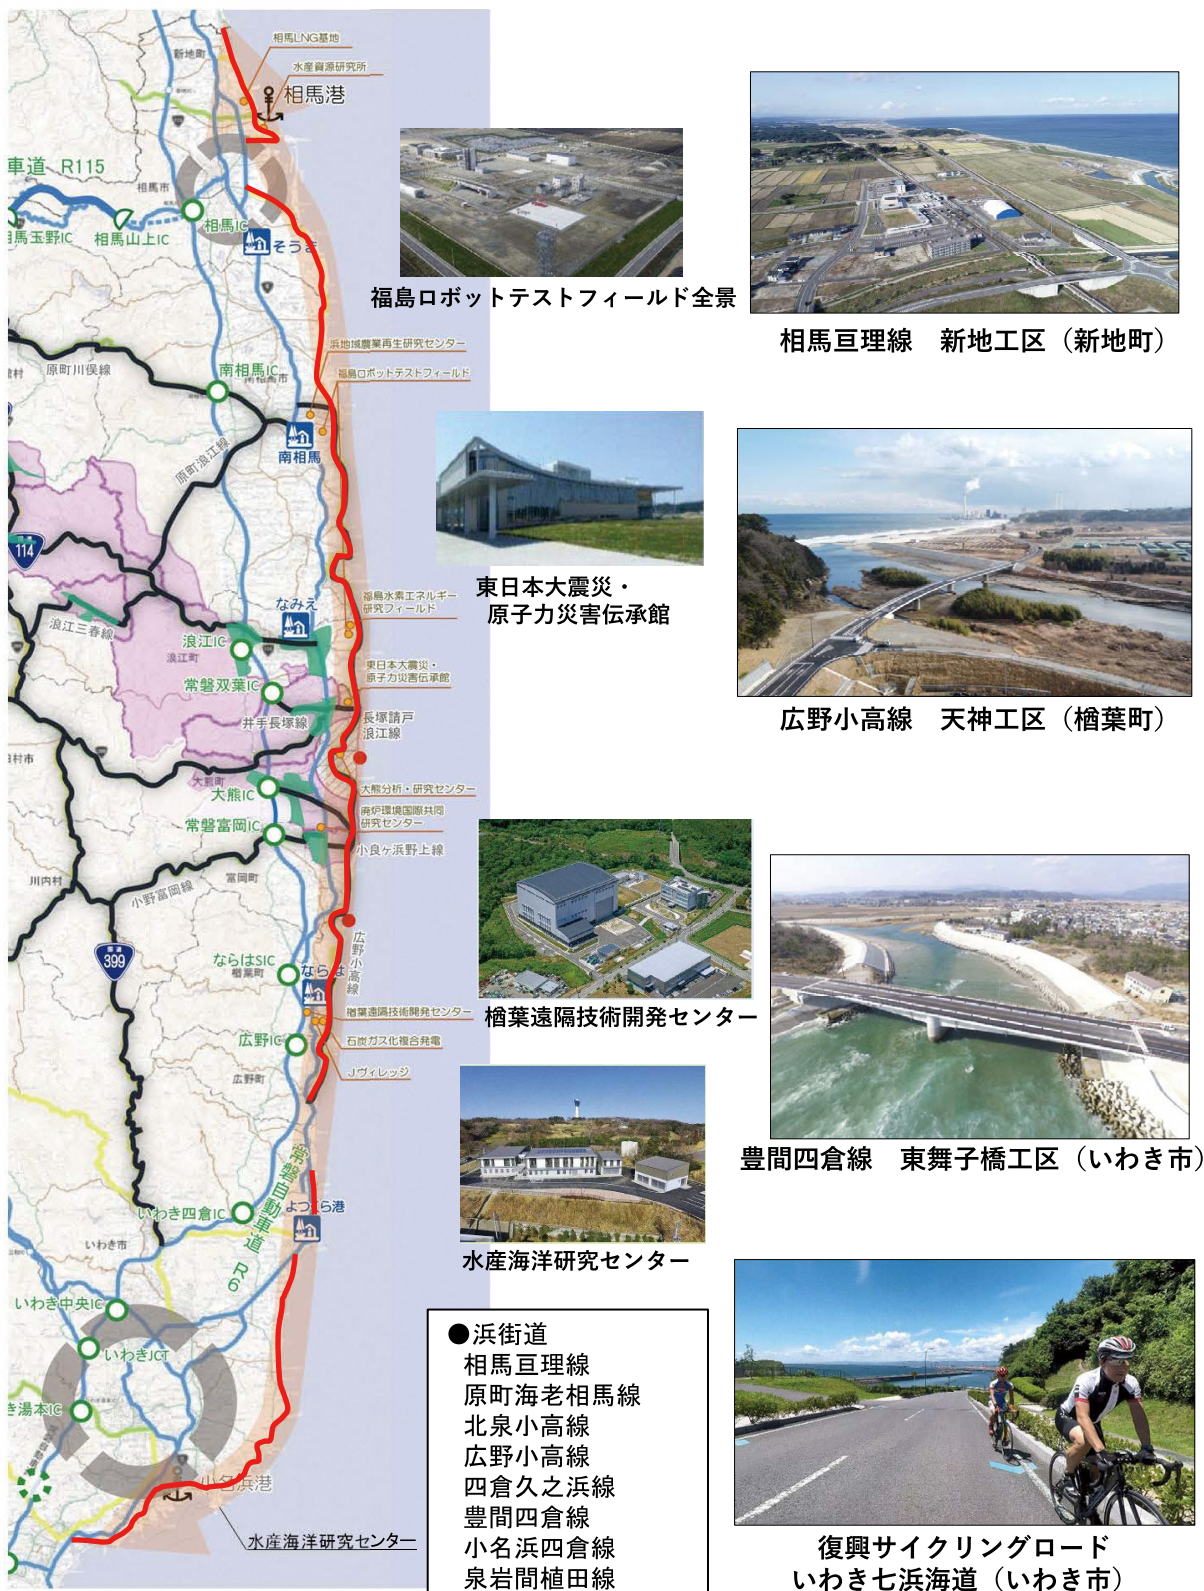 相馬LNG基地
新地町
水産資源研究所
相馬港
車道 R115
相馬市
相馬IC
馬玉野IC
相馬山上IC
そうま
福島ロボットテストフィールド全景
相馬亘理線　新地工区（新地町）
浜地域農業再生研究センター
原町川俣線
南相馬IC
南相馬市
福島ロボットテストフィールド
南相馬
原町浪江線
114
東日本大震災・
原子力災害伝承館
福島水素エネルギー
研究フィールド
なみえ
浪江三春線
浪江IC
浪江町
東日本大震災・
原子力災害伝承館
常磐双葉IC
井手長塚線
長塚請戸
浪江線
広野小高線　天神工区（楢葉町）
村市
大熊町
大熊IC
大熊分析・研究センター
廃炉環境国際共同
研究センター
常磐富岡IC
小良ヶ浜野上線
川内村
富岡町
小野富岡線
広野小高線
399
ならはSIC
楢葉町
ならは
楢葉遠隔技術開発センター
楢葉遠隔技術開発センター
広野IC
石炭ガス化複合発電
広野町
Jヴィレッジ
豊間四倉線　東舞子橋工区（いわき市）
常磐自動車道 R6
いわき四倉IC
よつくら港
いわき市
水産海洋研究センター
いわき中央IC
いわきJCT
き湯本IC
小名浜港
水産海洋研究センター
●浜街道
相馬亘理線
原町海老相馬線
北泉小高線
広野小高線
四倉久之浜線
豊間四倉線
小名浜四倉線
泉岩間植田線
復興サイクリングロード
いわき七浜海道（いわき市）